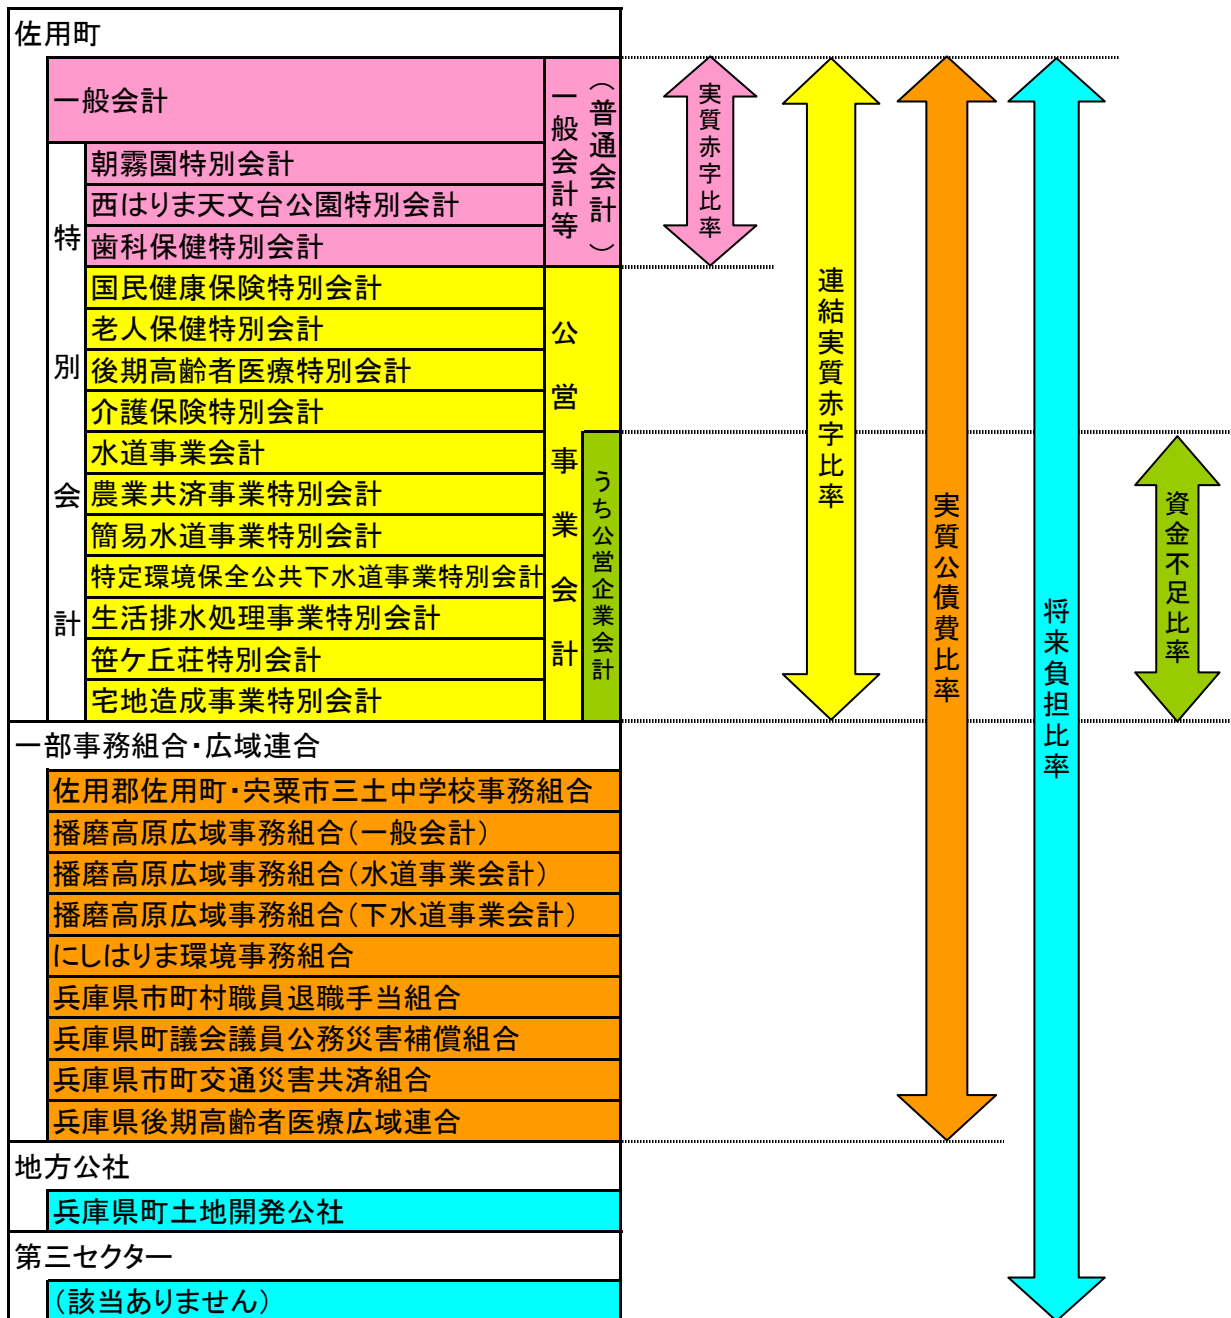 佐用町
一般会計
特別会計
朝霧園特別会計
西はりま天文台公園特別会計
歯科保健特別会計
国民健康保険特別会計
老人保健特別会計
後期高齢者医療特別会計
介護保険特別会計
水道事業会計
農業共済事業特別会計
簡易水道事業特別会計
特定環境保全公共下水道事業特別会計
生活排水処理事業特別会計
笹ケ丘荘特別会計
宅地造成事業特別会計
一般会計等
（普通会計）
公営事業会計
うち公営企業会計
実質赤字比率
連結実質赤字比率
実質公債費比率
将来負担比率
資金不足比率
一部事務組合・広域連合
佐用郡佐用町・宍粟市三土中学校事務組合
播磨高原広域事務組合（一般会計）
播磨高原広域事務組合（水道事業会計）
播磨高原広域事務組合（下水道事業会計）
にしはりま環境事務組合
兵庫県市町村職員退職手当組合
兵庫県町議会議員公務災害補償組合
兵庫県市町交通災害共済組合
兵庫県後期高齢者医療広域連合
地方公社
兵庫県町土地開発公社
第三セクター
（該当ありません）